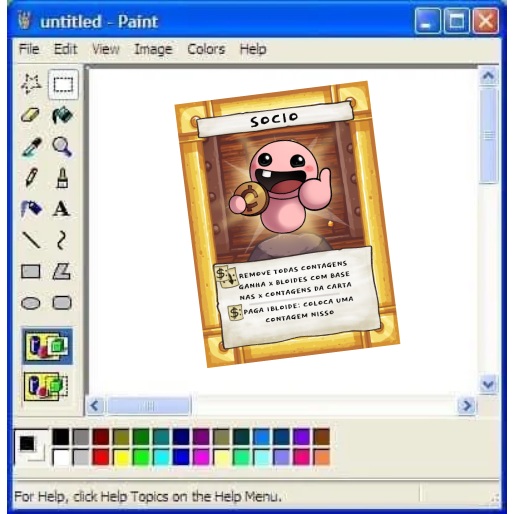 untitled - Paint
File Edit View Image Colors Help
A
SOCIO
REMOVE TODAS CONTAGENS
GANHA X BLOIDES COM BASE
NAS X CONTAGENS DA CARTA
PAGA 1BLOIDE: COLOCA UMA
CONTAGEM NISSO
For Help, click Help Topics on the Help Menu.